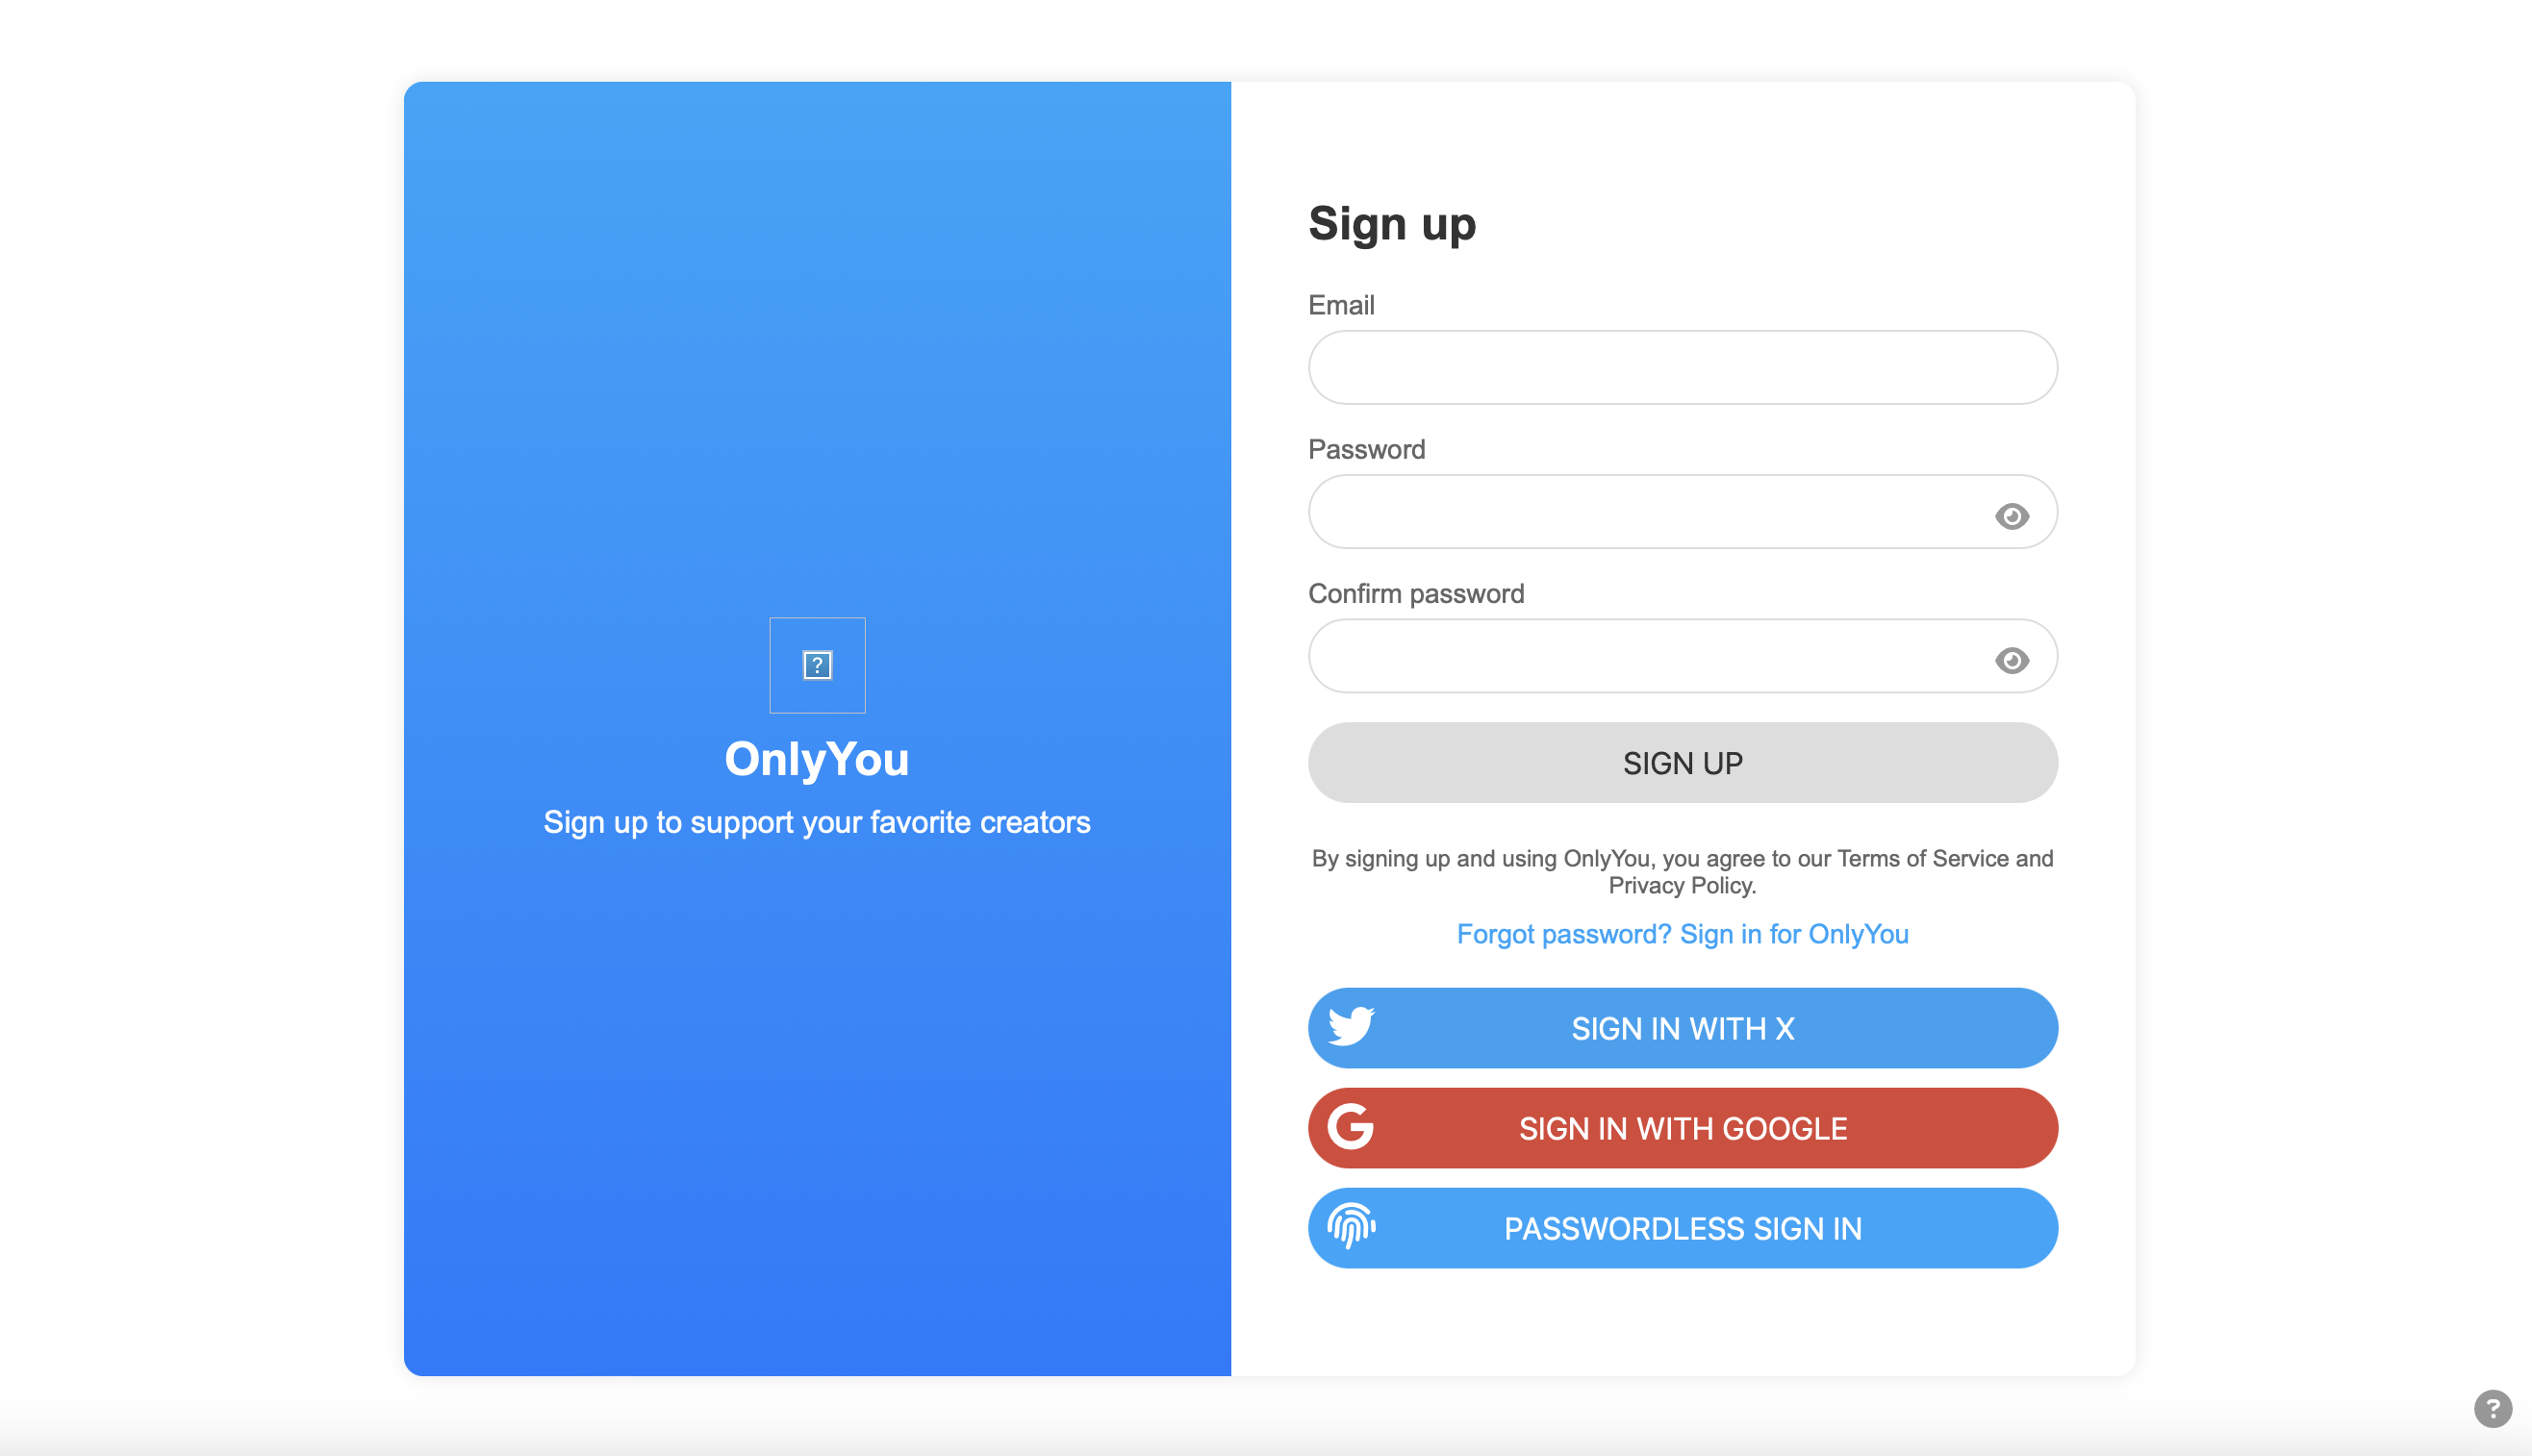 OnlyYou
Sign up to support your favorite creators
Sign up
Email
Password
Confirm password
SIGN UP
By signing up and using OnlyYou, you agree to our Terms of Service and
Privacy Policy.
Forgot password? Sign in for OnlyYou
SIGN IN WITH X
G SIGN IN WITH GOOGLE
PASSWORDLESS SIGN IN
?